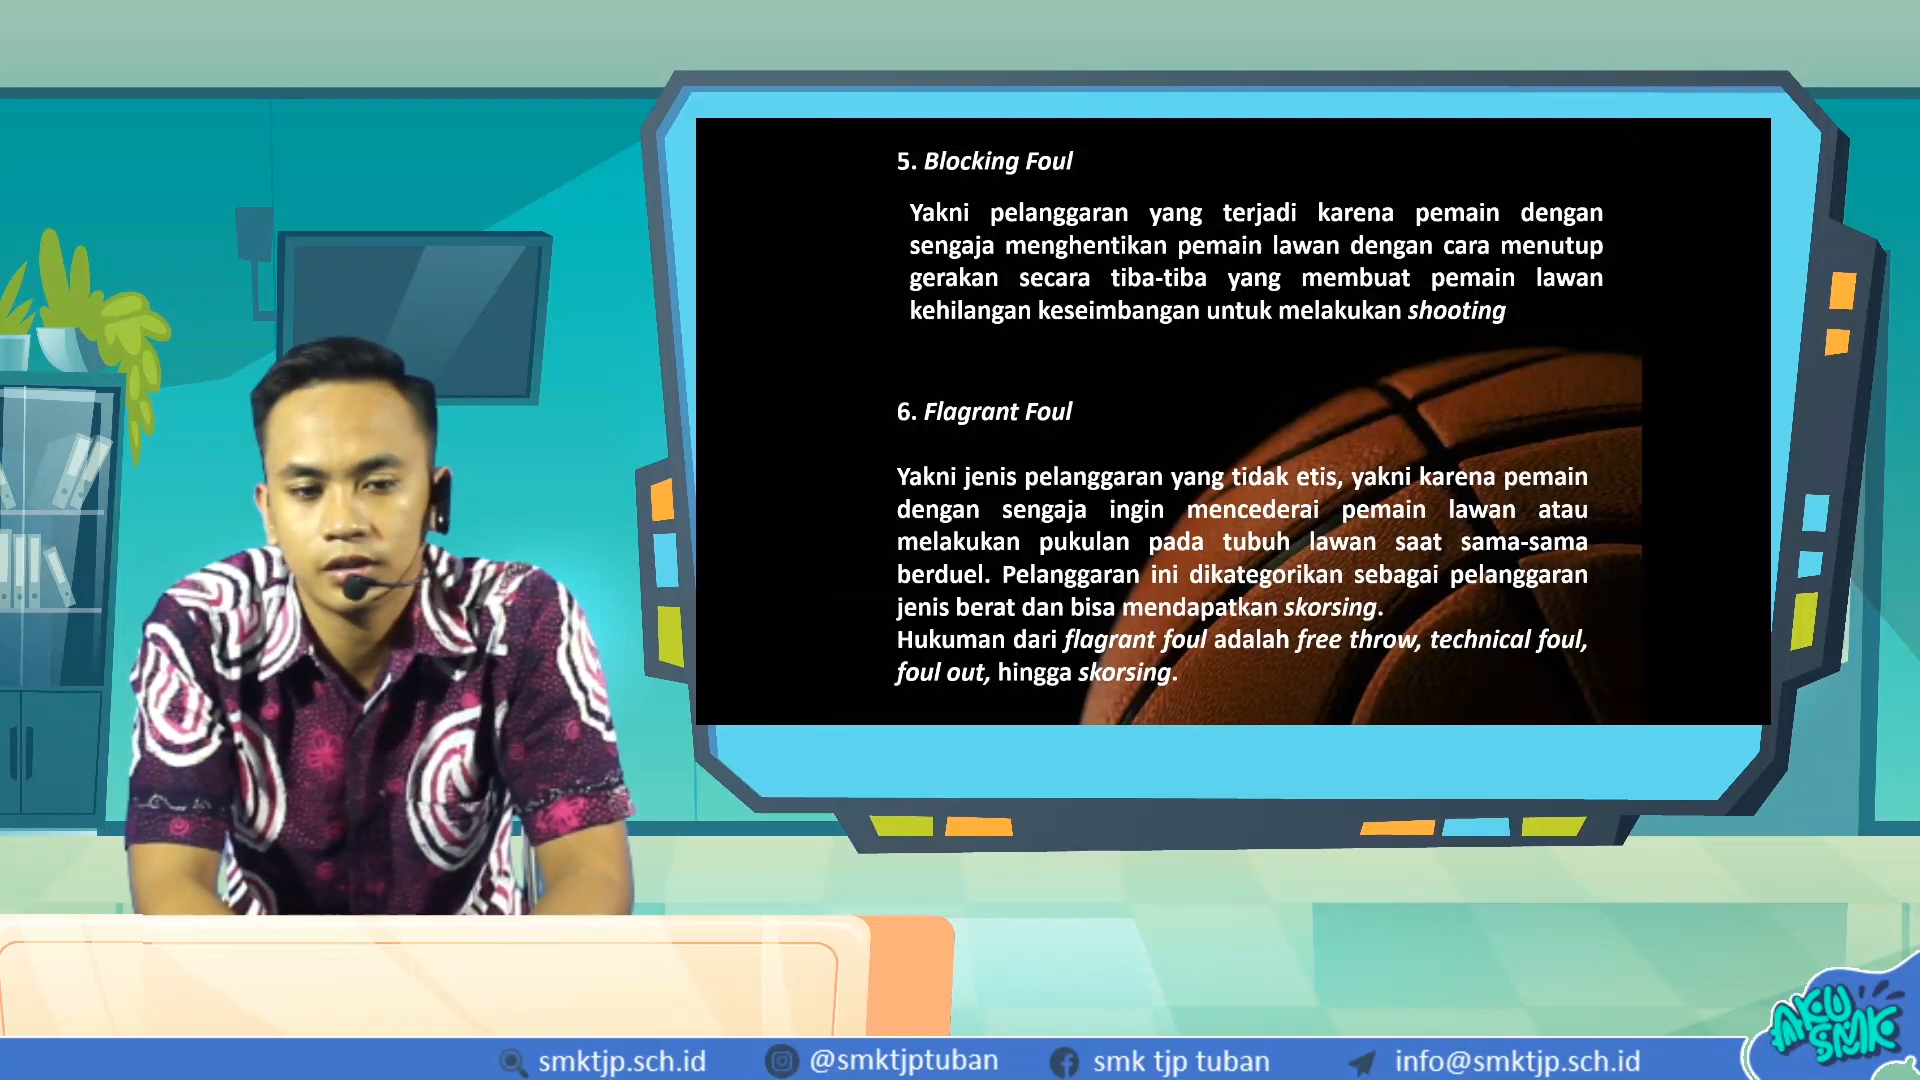 5. Blocking Foul
Yakni pelanggaran yang terjadi karena pemain dengan
sengaja menghentikan pemain lawan dengan cara menutup
gerakan secara tiba-tiba yang membuat pemain lawan
kehilangan keseimbangan untuk melakukan shooting
6. Flagrant Foul
Yakni jenis pelanggaran yang tidak etis, yakni karena pemain
dengan sengaja ingin mencederai pemain lawan atau
melakukan pukulan pada tubuh lawan saat sama-sama
berduel. Pelanggaran ini dikategorikan sebagai pelanggaran
jenis berat dan bisa mendapatkan skorsing.
Hukuman dari flagrant foul adalah free throw, technical foul,
foul out, hingga skorsing.
AKU
SMK
smktjp.sch.id @smktjptuban smk tjp tuban info@smktjp.sch.id